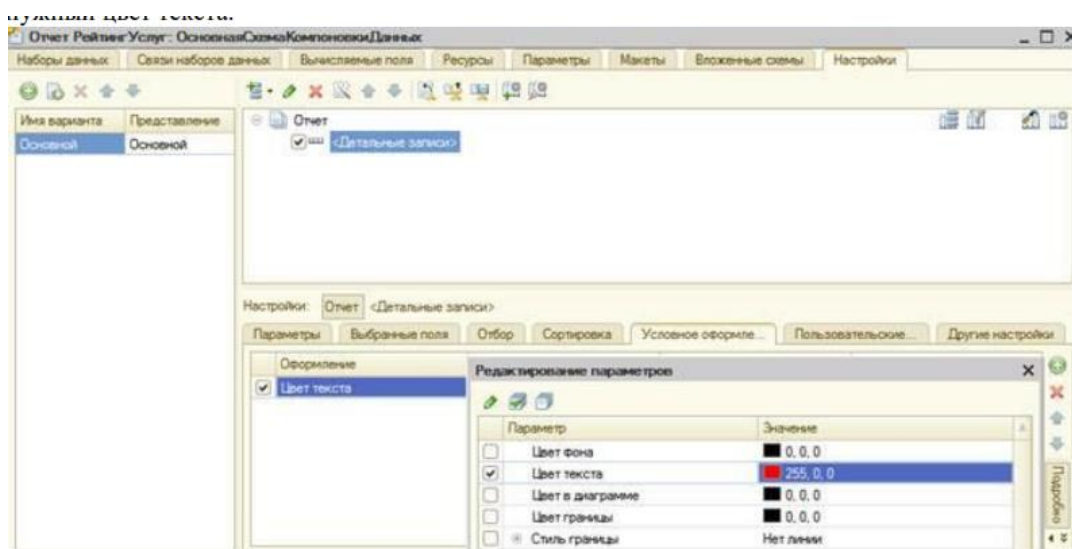 нужный цвет текста.
Отчет РейтингУслуг: ОсновнаяСхемаКомпоновкиДанных
Наборы данных Связи наборов данных Вычисляемые поля Ресурсы Параметры Макеты Вложенные схемы Настройки
Имя варианта Представление
Основной Основной
Отчет
<Детальные записи>
Настройки: Отчет <Детальные записи>
Параметры Выбранные поля Отбор Сортировка Условное оформле... Пользовательские... Другие настройки
Оформление
Цвет текста
Редактирование параметров
Параметр Значение
Цвет фона 0, 0, 0
Цвет текста 255, 0, 0
Цвет в диаграмме 0, 0, 0
Цвет границы 0, 0, 0
Стиль границы Нет линии
Подробно